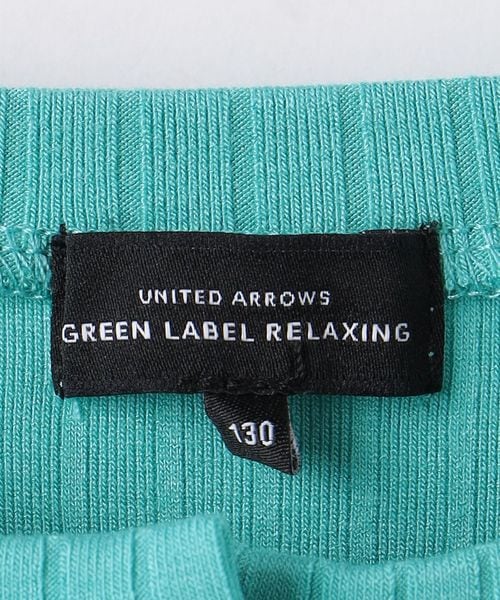 UNITED ARROWS
GREEN LABEL RELAXING
130